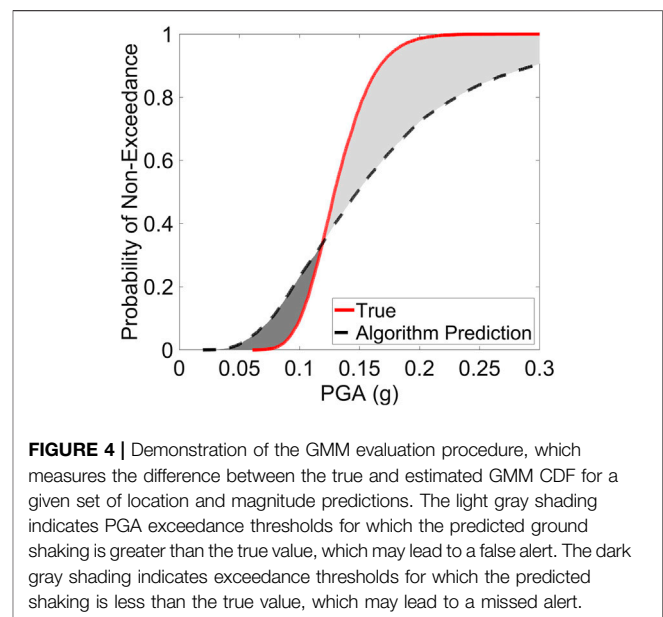 1
0.8
0.6
0.4
0.2
0
Probability of Non-Exceedance
True
Algorithm Prediction
0 0.05 0.1 0.15 0.2 0.25 0.3
PGA (g)
FIGURE 4 | Demonstration of the GMM evaluation procedure, which
measures the difference between the true and estimated GMM CDF for a
given set of location and magnitude predictions. The light gray shading
indicates PGA exceedance thresholds for which the predicted ground
shaking is greater than the true value, which may lead to a false alert. The dark
gray shading indicates exceedance thresholds for which the predicted
shaking is less than the true value, which may lead to a missed alert.